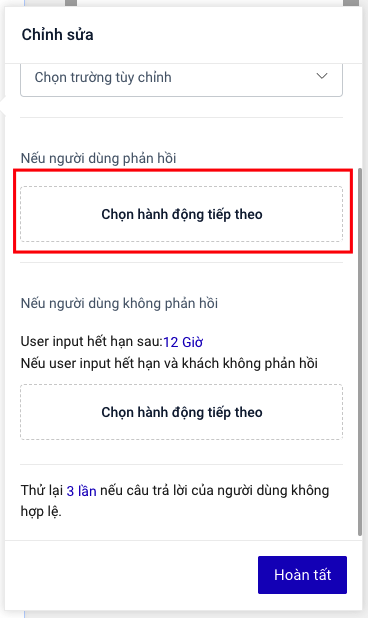 Chỉnh sửa
Chọn trường tùy chỉnh
Nếu người dùng phản hồi
Chọn hành động tiếp theo
Nếu người dùng không phản hồi
User input hết hạn sau:12 Giờ
Nếu user input hết hạn và khách không phản hồi
Chọn hành động tiếp theo
Thử lại 3 lần nếu câu trả lời của người dùng không
hợp lệ.
Hoàn tất